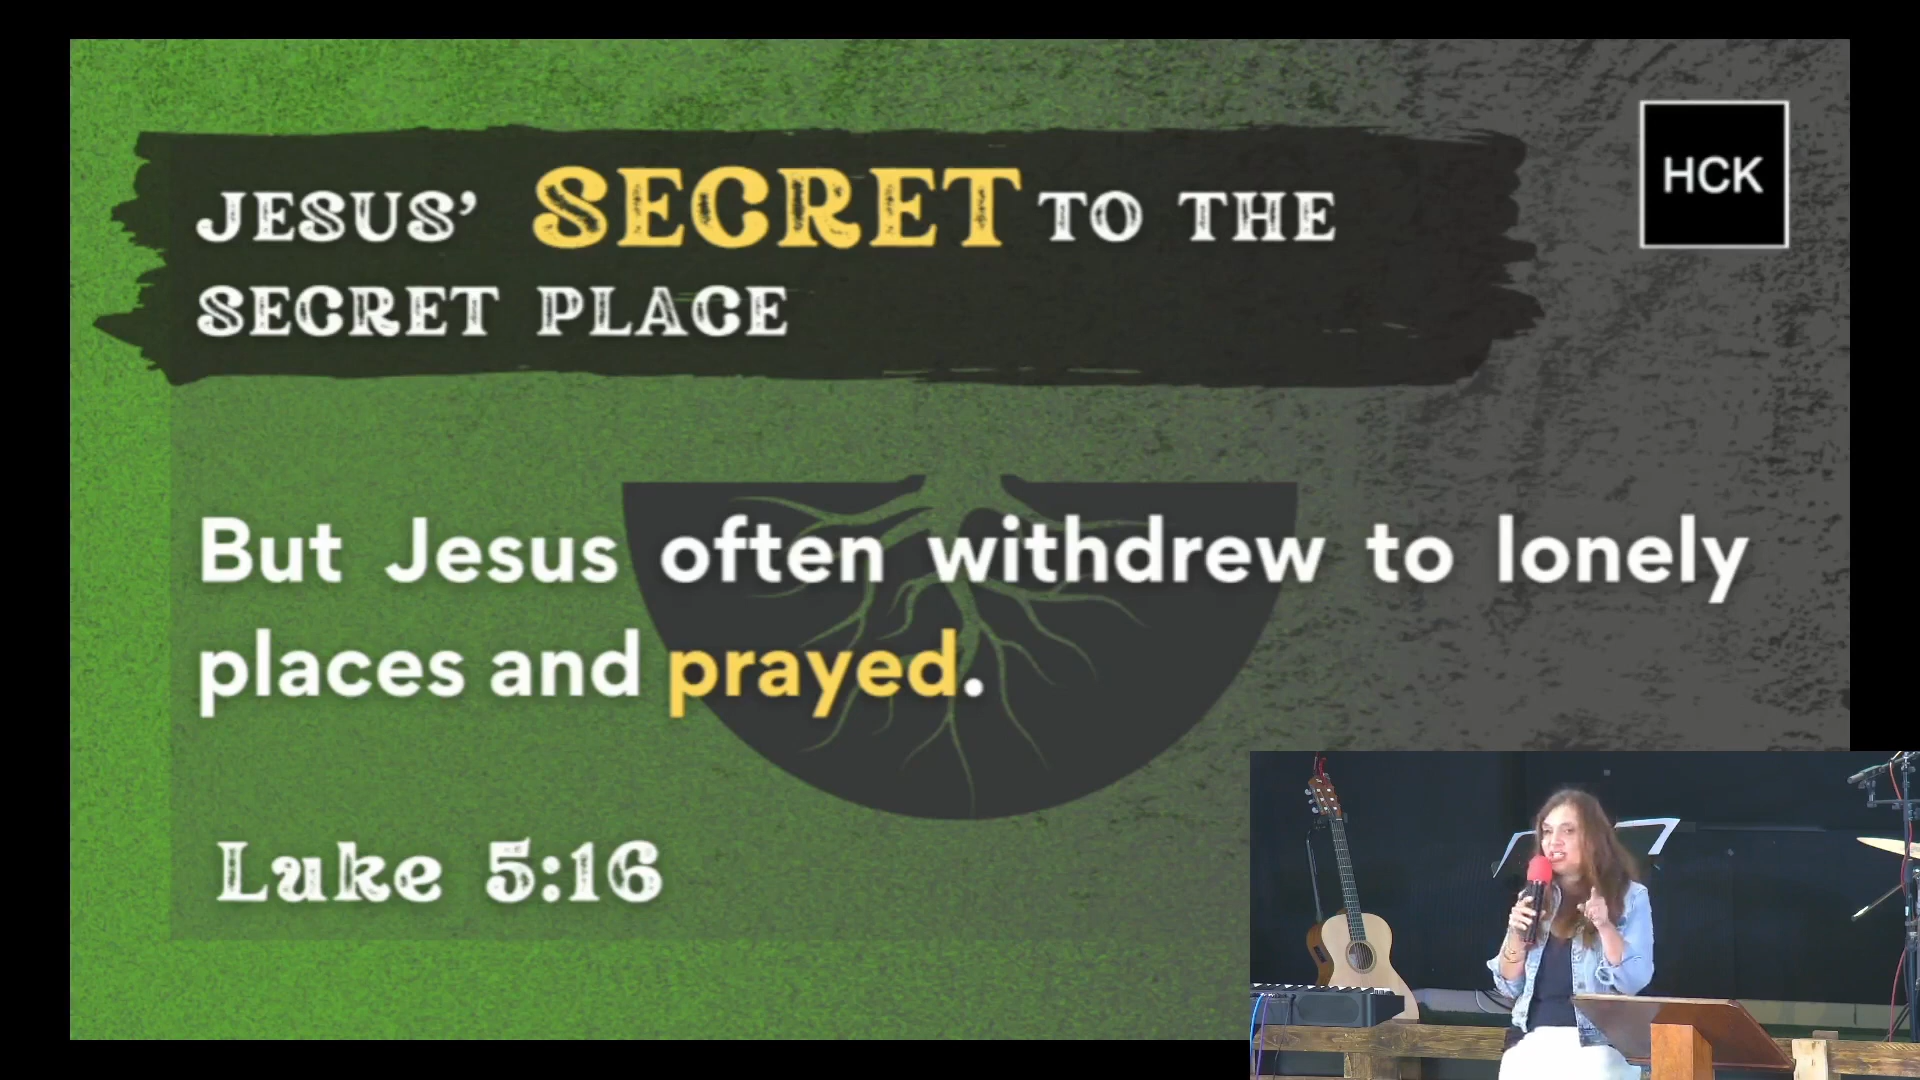 JESUS’ SECRET TO THE
SECRET PLACE
HCK
But Jesus often withdrew to lonely
places and prayed.
Luke 5:16